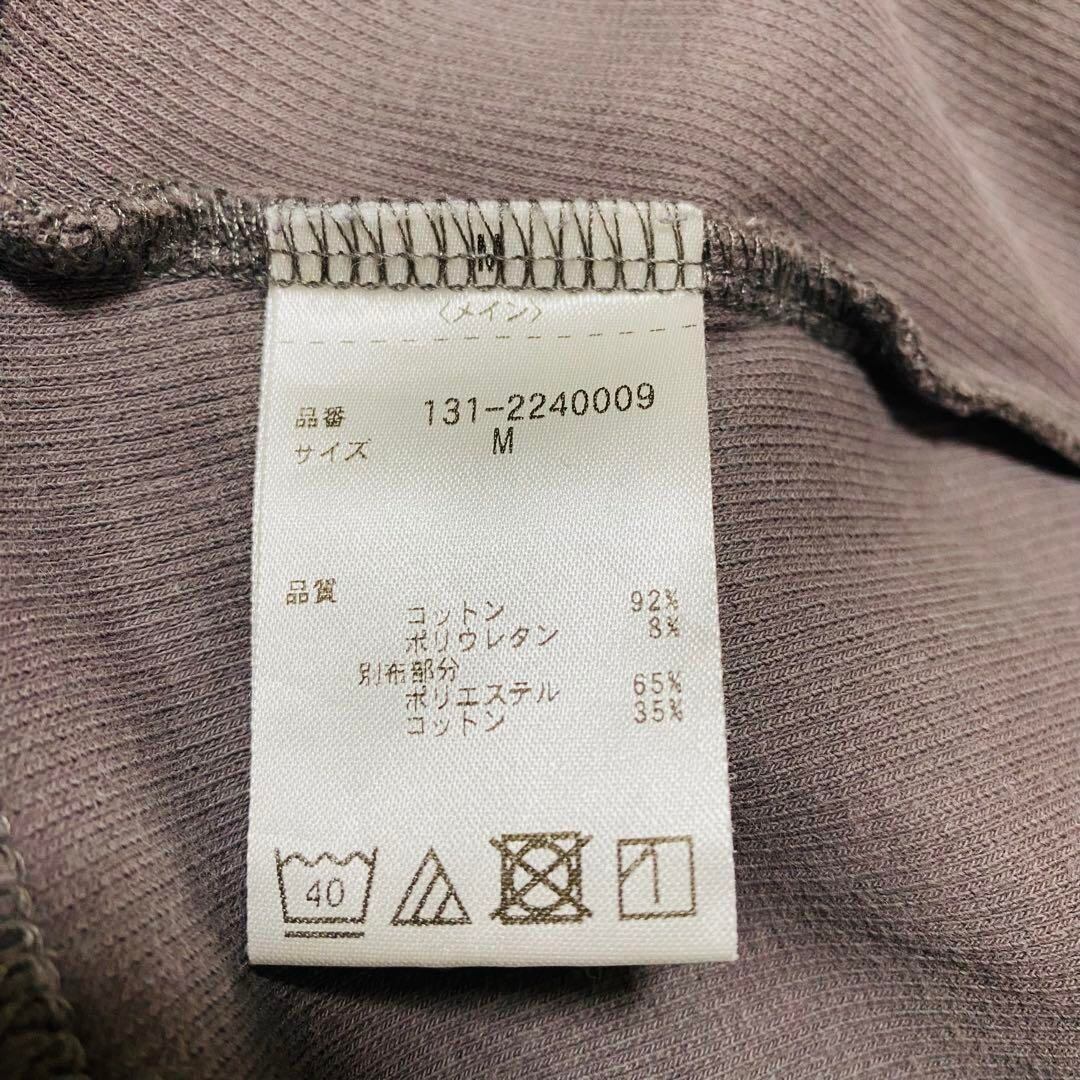 〈メイン〉
品番 131-2240009
サイズ M
品質
コットン 92%
ポリウレタン 8%
別布部分
ポリエステル 65%
コットン 35%
40